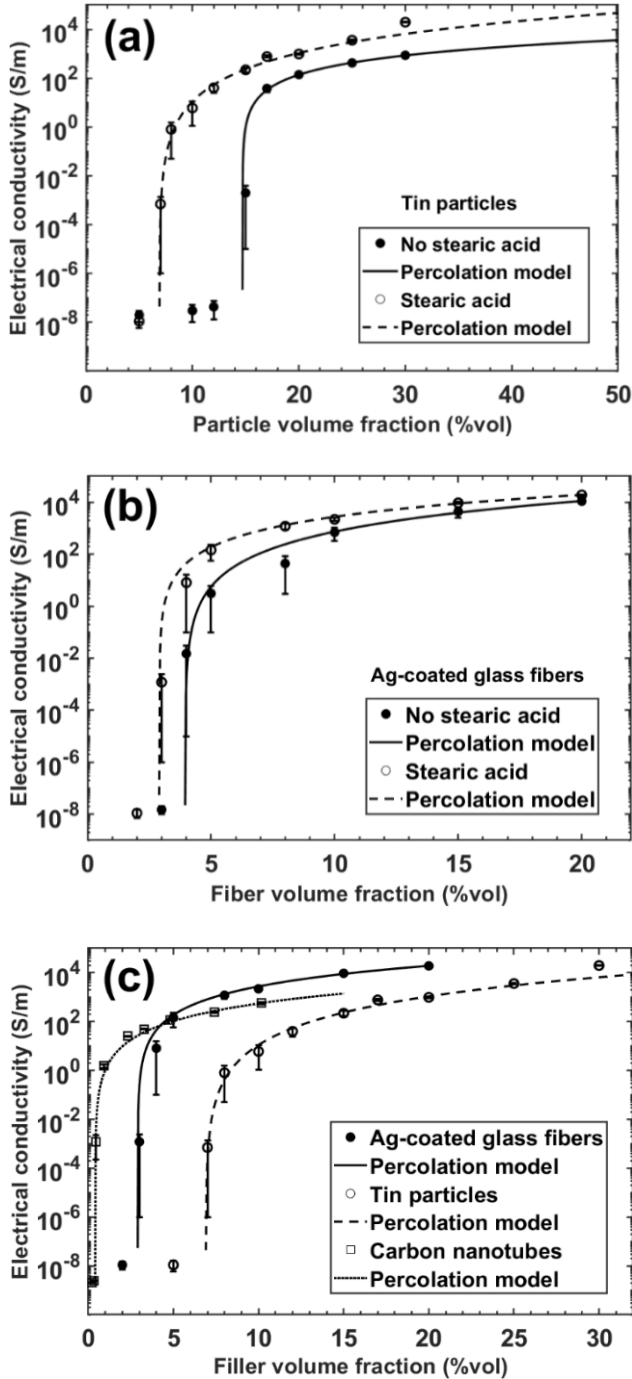 (a)
Electrical conductivity (S/m)
10^4
10^2
10^0
10^-2
10^-4
10^-6
10^-8
Tin particles
No stearic acid
Percolation model
Stearic acid
Percolation model
0 10 20 30 40 50
Particle volume fraction (%vol)
(b)
Electrical conductivity (S/m)
10^4
10^2
10^0
10^-2
10^-4
10^-6
10^-8
Ag-coated glass fibers
No stearic acid
Percolation model
Stearic acid
Percolation model
0 5 10 15 20
Fiber volume fraction (%vol)
(c)
Electrical conductivity (S/m)
10^4
10^2
10^0
10^-2
10^-4
10^-6
10^-8
Ag-coated glass fibers
Percolation model
Tin particles
Percolation model
Carbon nanotubes
Percolation model
0 5 10 15 20 25 30
Filler volume fraction (%vol)